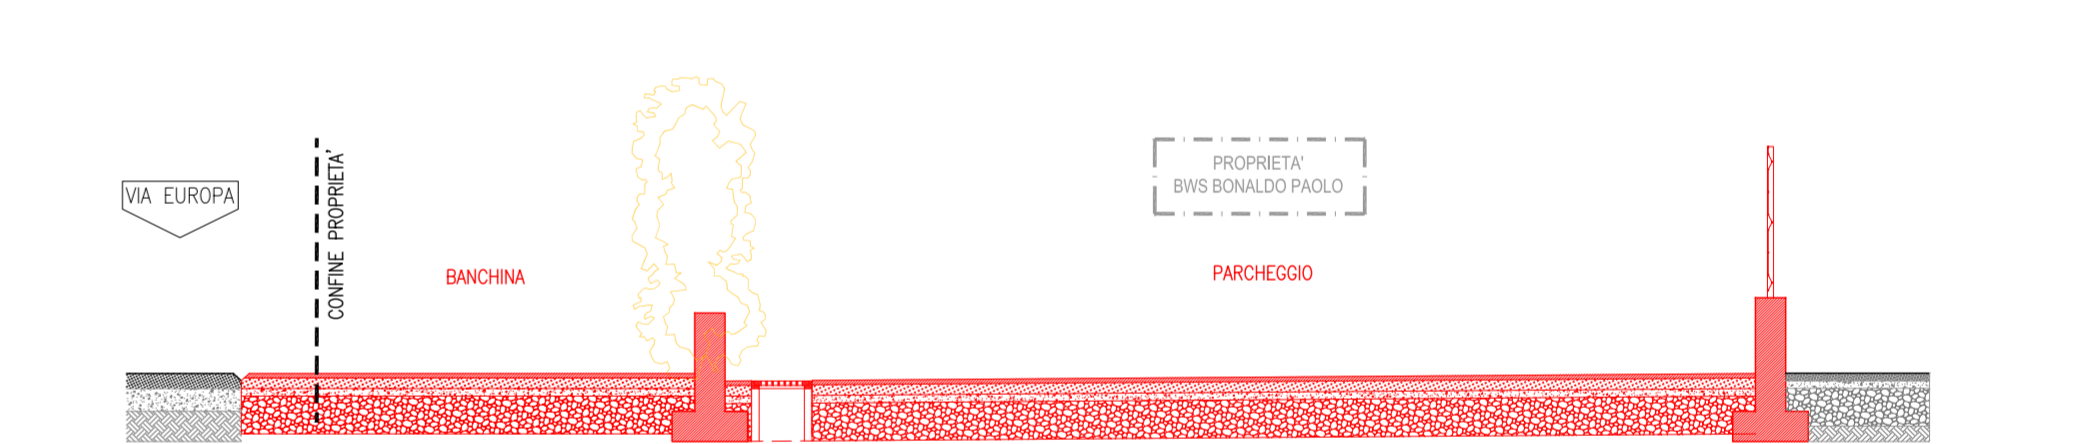 VIA EUROPA
CONFINE PROPRIETA'
BANCHINA
PROPRIETA'
BWS BONALDO PAOLO
PARCHEGGIO